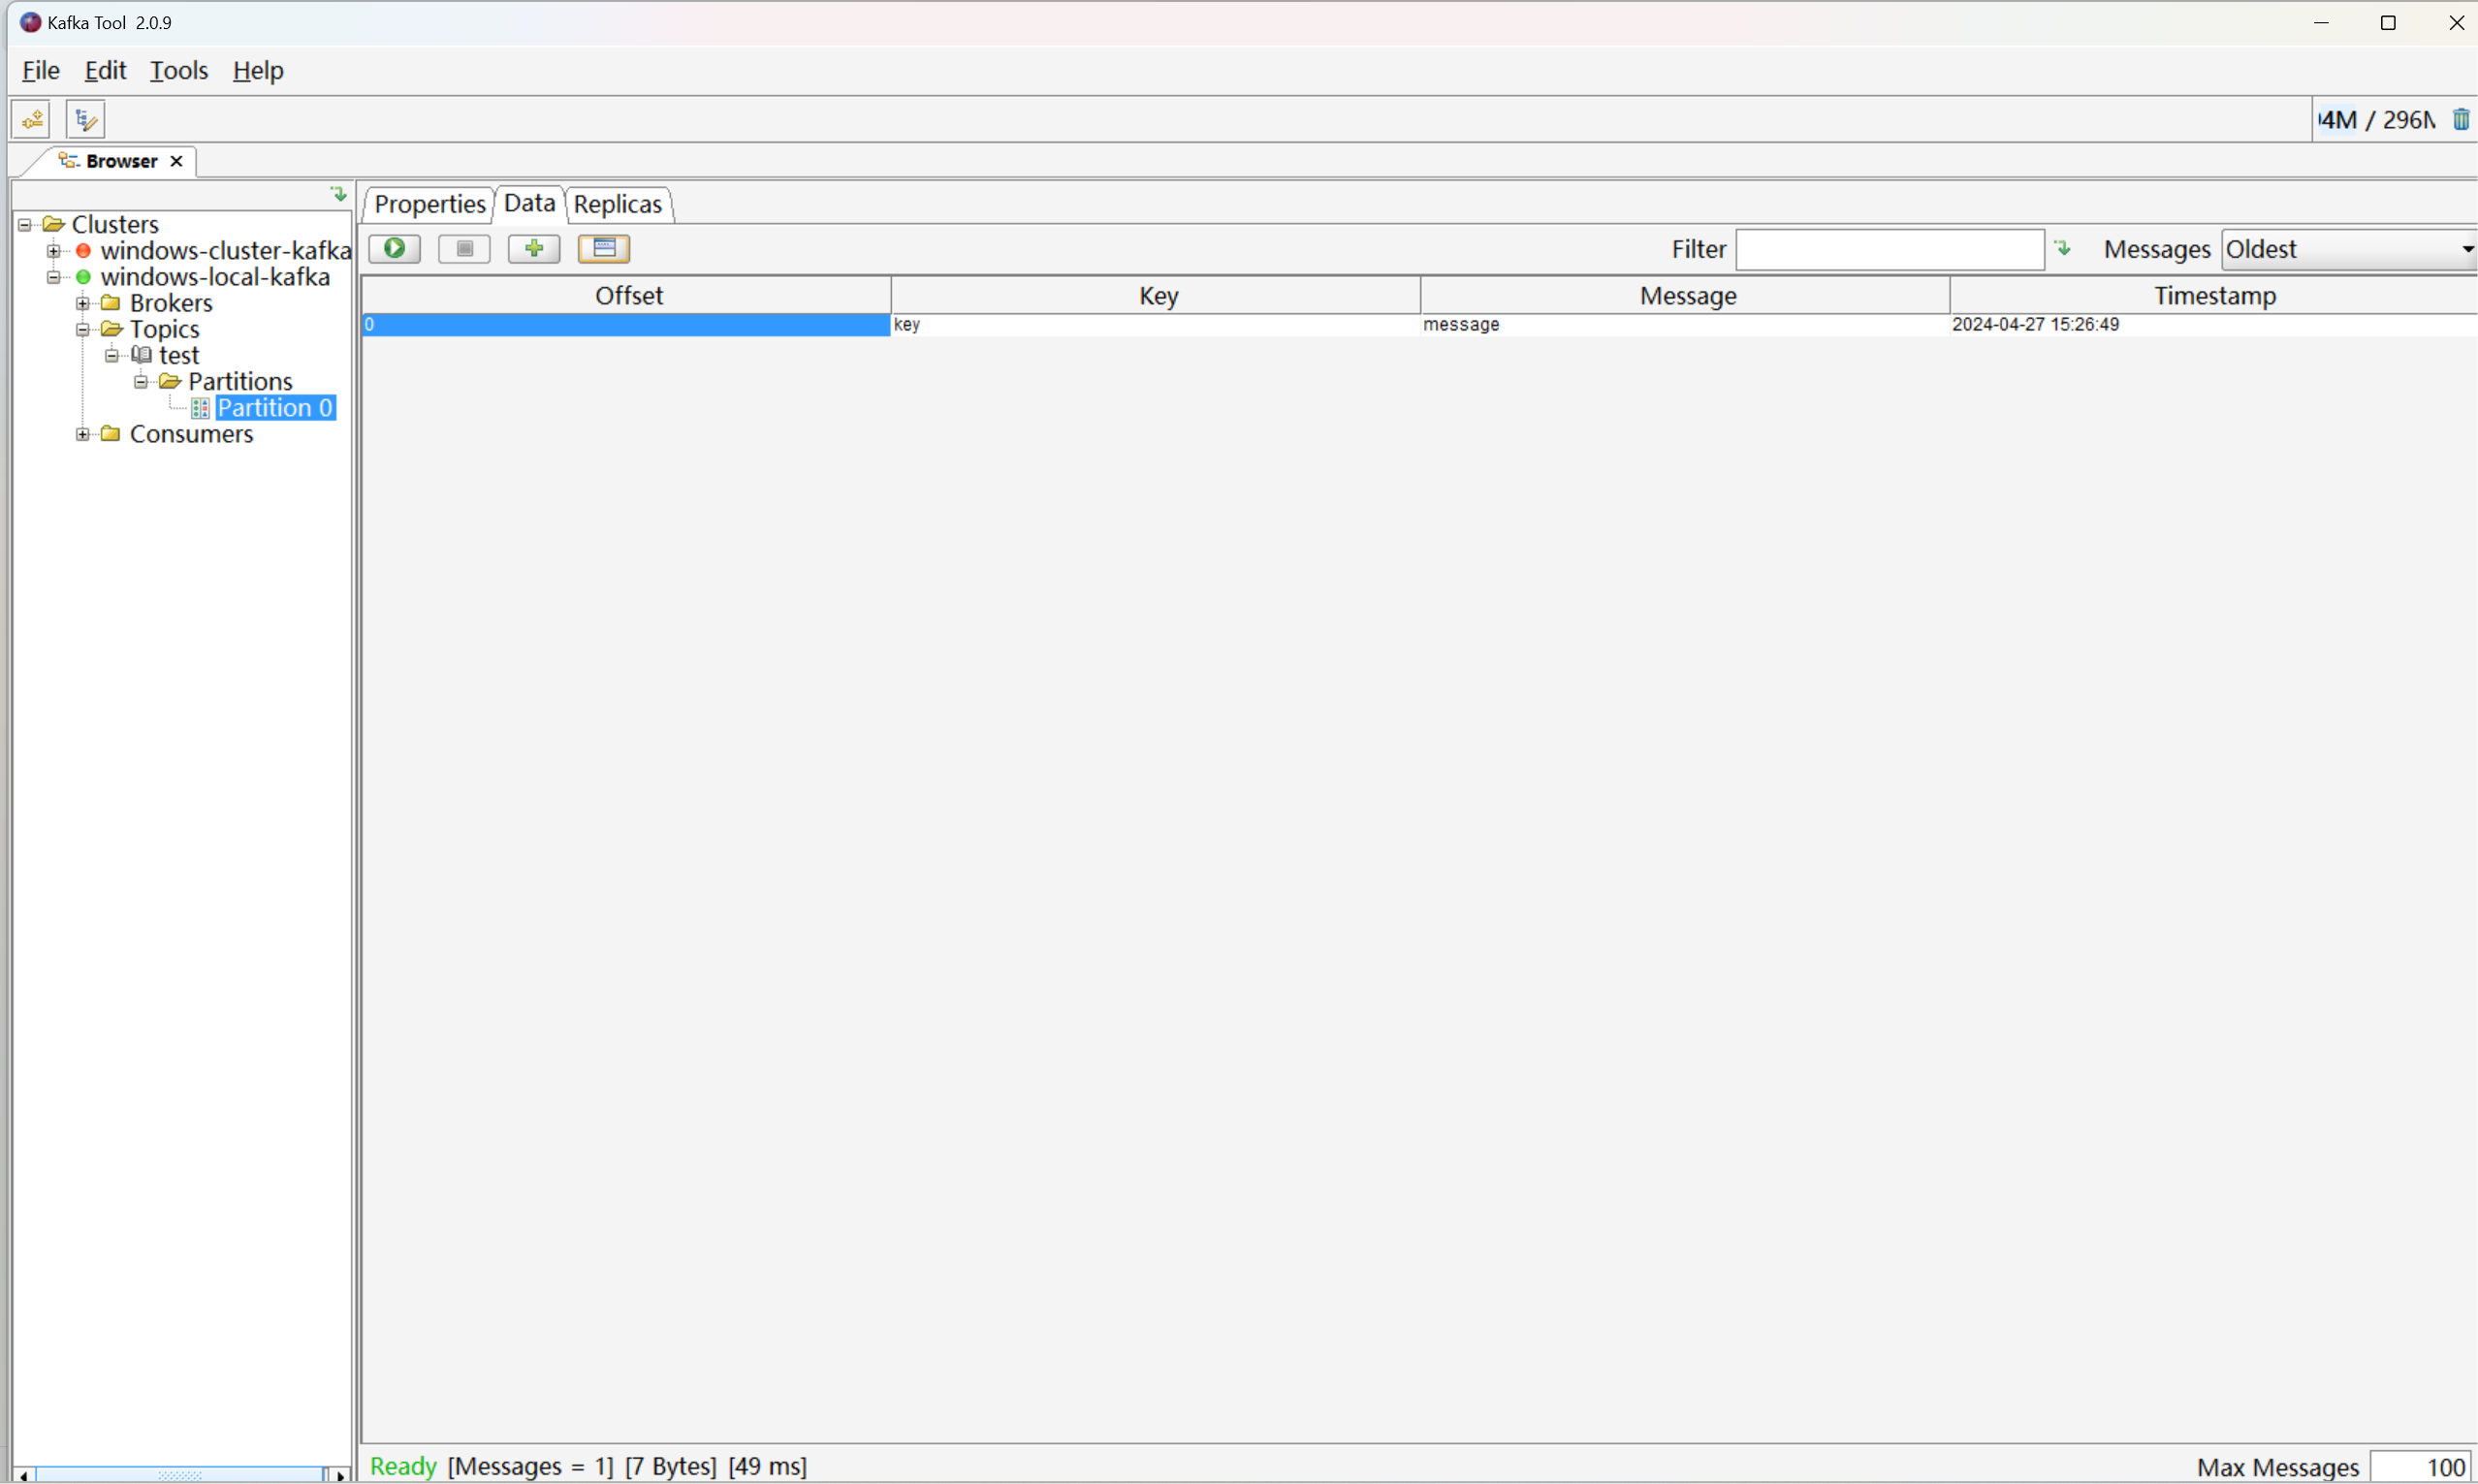 Kafka Tool 2.0.9
File Edit Tools Help
4M / 296M
Browser
Properties Data Replicas
Clusters
windows-cluster-kafka
windows-local-kafka
Brokers
Topics
test
Partitions
Partition 0
Consumers
Filter Messages Oldest
Offset Key Message Timestamp
0 key message 2024-04-27 15:26:49
Ready [Messages = 1] [7 Bytes] [49 ms]
Max Messages 100